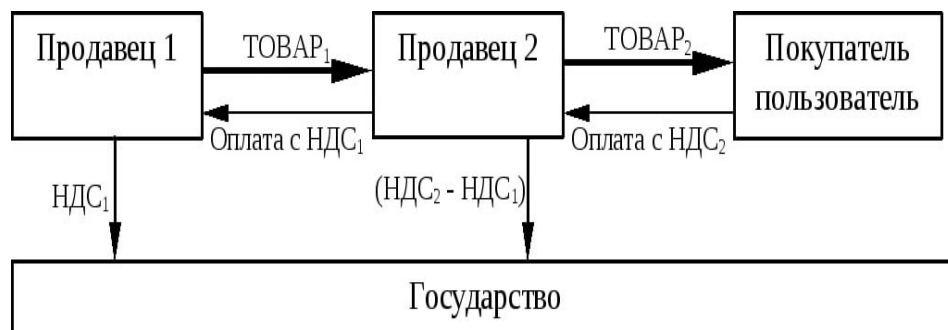 Продавец 1
ТОВАР₁
Продавец 2
ТОВАР₂
Покупатель
пользователь
Оплата с НДС₁
Оплата с НДС₂
НДС₁
(НДС₂ - НДС₁)
Государство